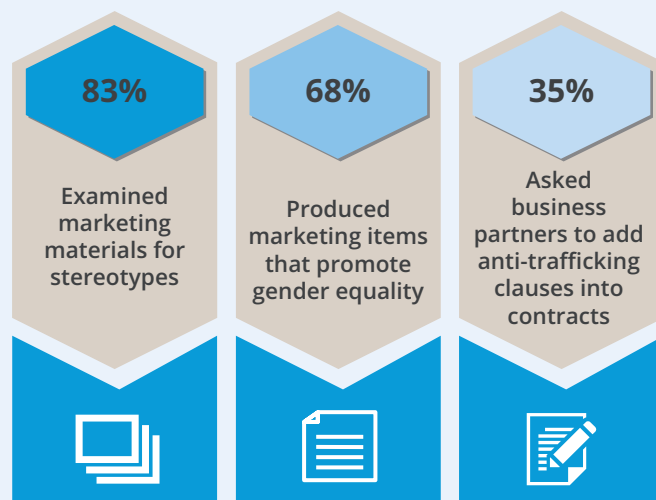 83%
Examined
marketing
materials for
stereotypes
68%
Produced
marketing items
that promote
gender equality
35%
Asked
business
partners to add
anti-trafficking
clauses into
contracts